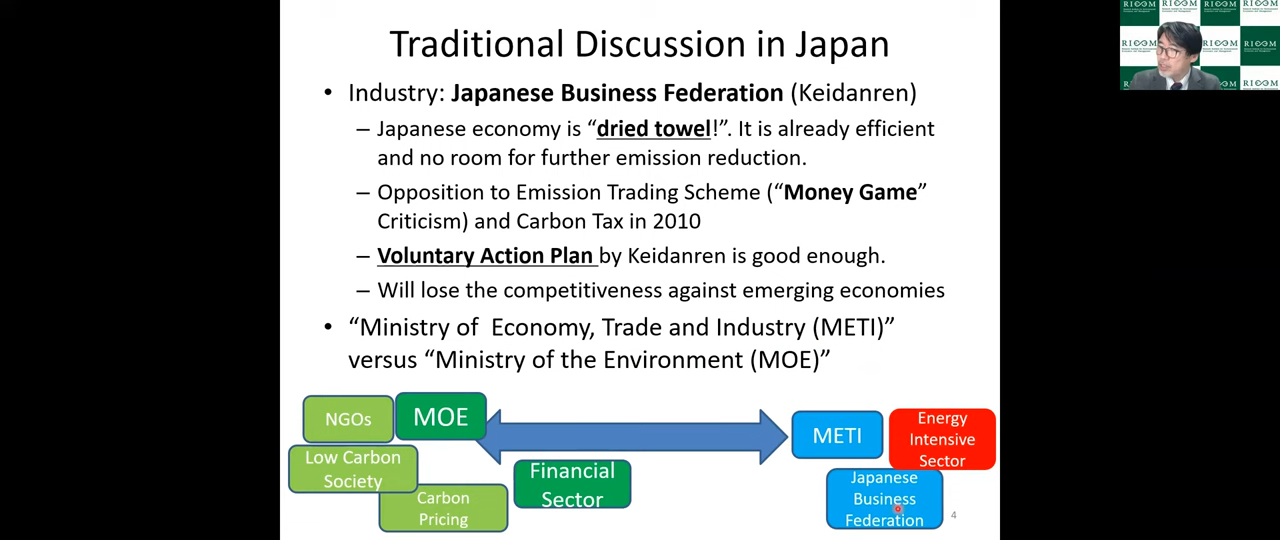 Traditional Discussion in Japan
• Industry: Japanese Business Federation (Keidanren)
– Japanese economy is “dried towel!”. It is already efficient
and no room for further emission reduction.
– Opposition to Emission Trading Scheme (“Money Game”
Criticism) and Carbon Tax in 2010
– Voluntary Action Plan by Keidanren is good enough.
– Will lose the competitiveness against emerging economies
• “Ministry of Economy, Trade and Industry (METI)”
versus “Ministry of the Environment (MOE)”
NGOs
MOE
Low Carbon
Society
Carbon
Pricing
Financial
Sector
METI
Energy
Intensive
Sector
Japanese
Business
Federation
4